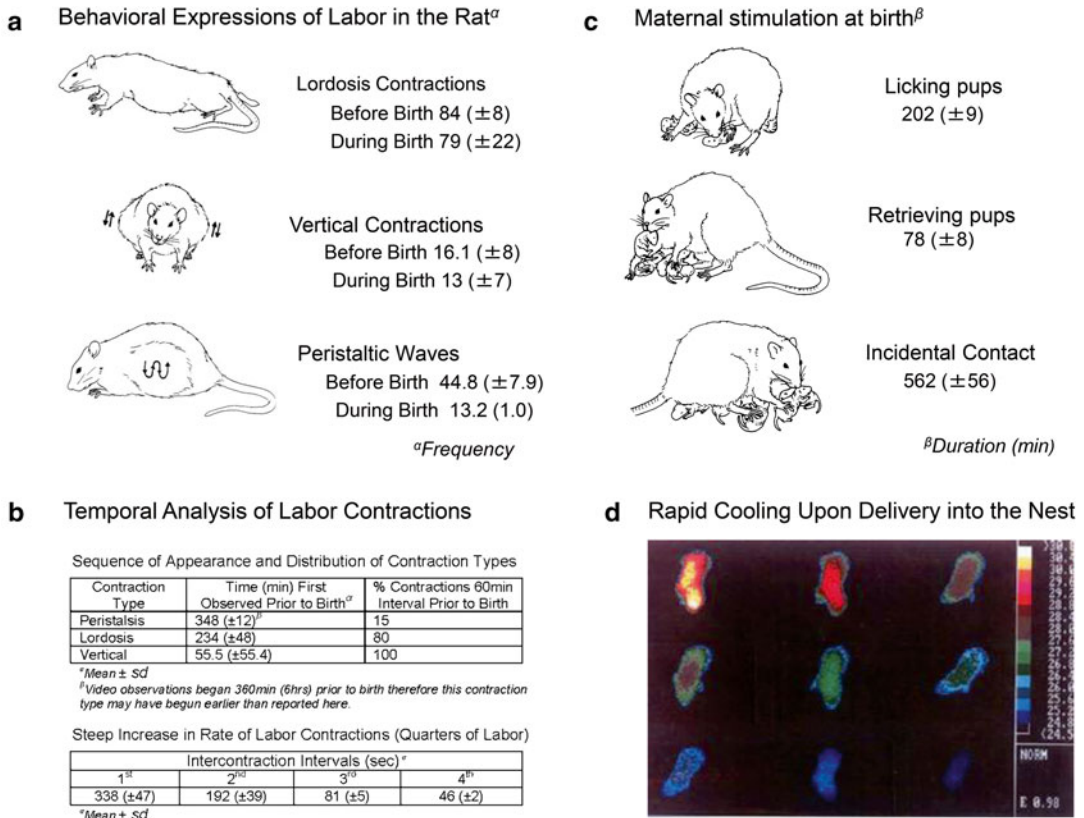 a Behavioral Expressions of Labor in the Ratᵅ
Lordosis Contractions
Before Birth 84 (±8)
During Birth 79 (±22)
Vertical Contractions
Before Birth 16.1 (±8)
During Birth 13 (±7)
Peristaltic Waves
Before Birth 44.8 (±7.9)
During Birth 13.2 (1.0)
ᵅFrequency
c Maternal stimulation at birthᵝ
Licking pups
202 (±9)
Retrieving pups
78 (±8)
Incidental Contact
562 (±56)
ᵝDuration (min)
b Temporal Analysis of Labor Contractions
Sequence of Appearance and Distribution of Contraction Types
Contraction Type Time (min) First Observed Prior to Birthᵅ % Contractions 60min Interval Prior to Birth
Peristalsis 348 (±12)ᵝ 15
Lordosis 234 (±48) 80
Vertical 55.5 (±55.4) 100
ᵅMean ± sd
ᵝVideo observations began 360min (6hrs) prior to birth therefore this contraction
type may have begun earlier than reported here.
Steep Increase in Rate of Labor Contractions (Quarters of Labor)
Intercontraction Intervals (sec)ᵅ
1ˢᵗ 2ⁿᵈ 3ʳᵈ 4ᵗʰ
338 (±47) 192 (±39) 81 (±5) 46 (±2)
ᵅMean ± sd
d Rapid Cooling Upon Delivery into the Nest
NORM
E 0.98